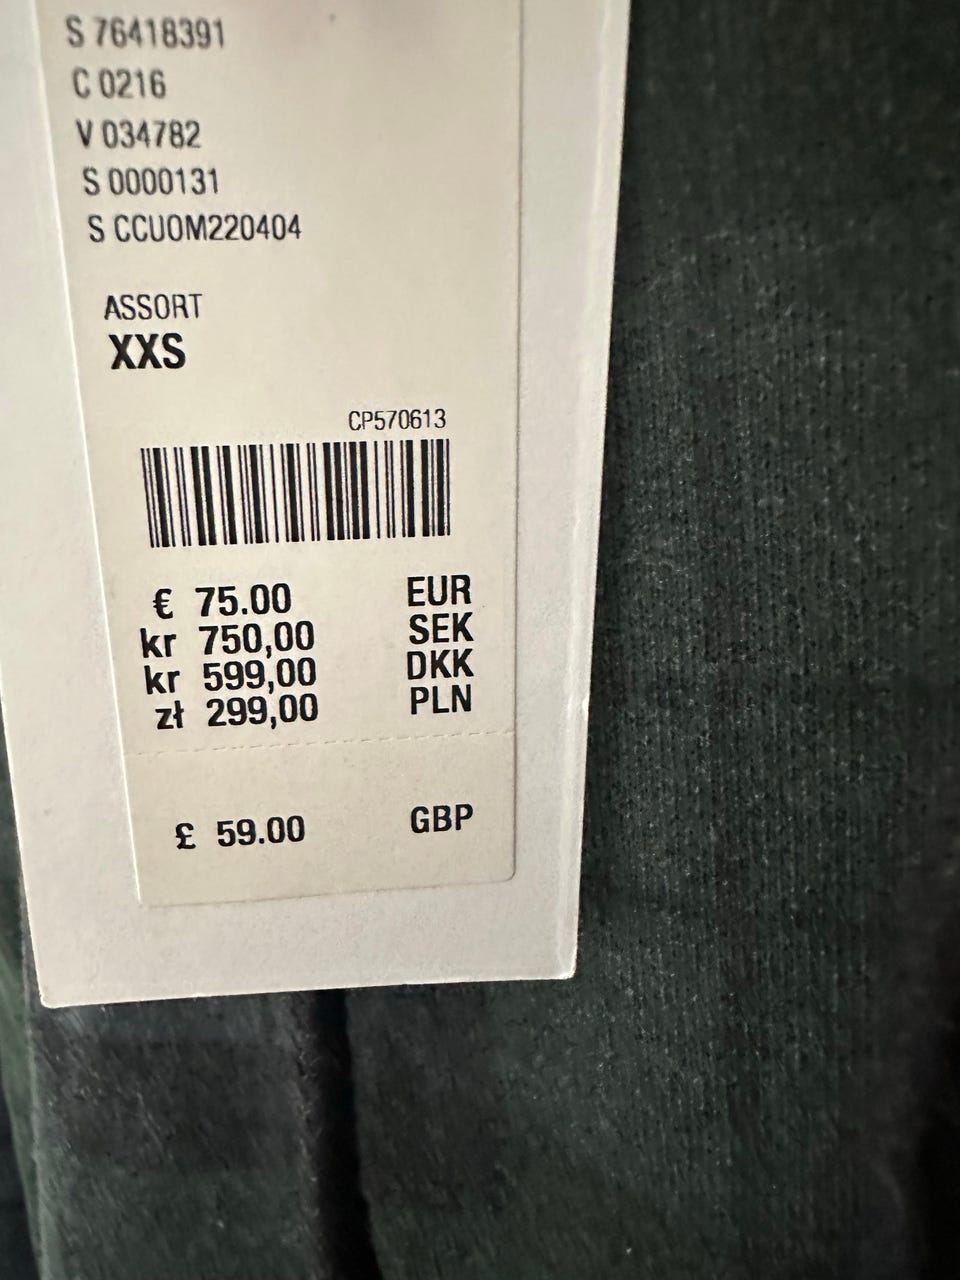 S 76418391
C 0216
V 034782
S 0000131
S CCUOM220404
ASSORT
XXS
CP570613
€ 75.00 EUR
kr 750,00 SEK
kr 599,00 DKK
zł 299,00 PLN
£ 59.00 GBP